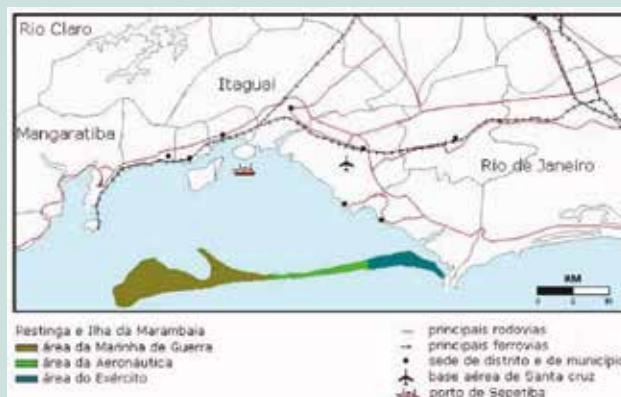 Rio Claro
Itaguaí
Mangaratiba
Rio de Janeiro
KM
Restinga e Ilha da Marambaia
área da Marinha de Guerra
área da Aeronáutica
área do Exército
principais rodovias
principais ferrovias
sede de distrito e de município
base aérea de Santa cruz
porto de Sepetiba